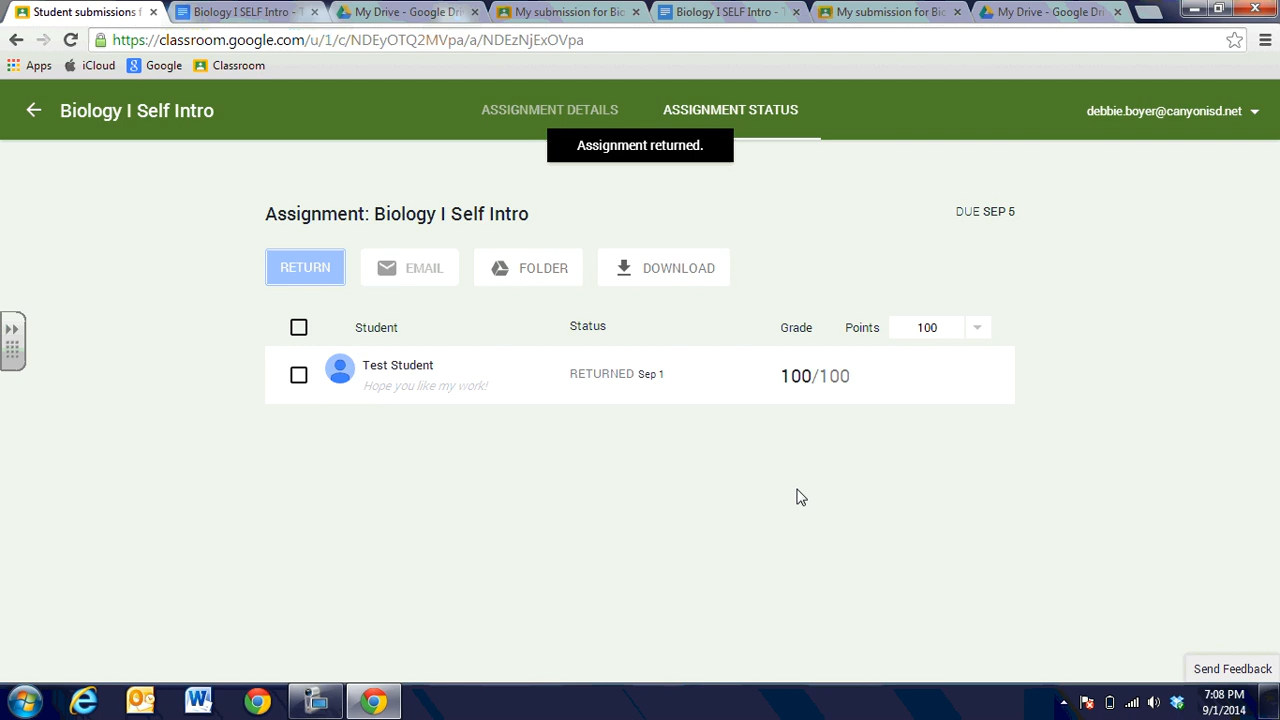 Student submissions f
Biology I SELF Intro - T
My Drive - Google Dri
My submission for Bio
Biology I SELF Intro - T
My submission for Bio
My Drive - Google Dri
https://classroom.google.com/u/1/c/NDEyOTQ2MVpa/a/NDEzNjExOVpa
Apps iCloud Google Classroom
Biology I Self Intro ASSIGNMENT DETAILS ASSIGNMENT STATUS debbie.boyer@canyonisd.net
Assignment returned.
Assignment: Biology I Self Intro DUE SEP 5
RETURN EMAIL FOLDER DOWNLOAD
Student Status Grade Points 100
Test Student RETURNED Sep 1 100/100
Hope you like my work!
Send Feedback
7:08 PM
9/1/2014